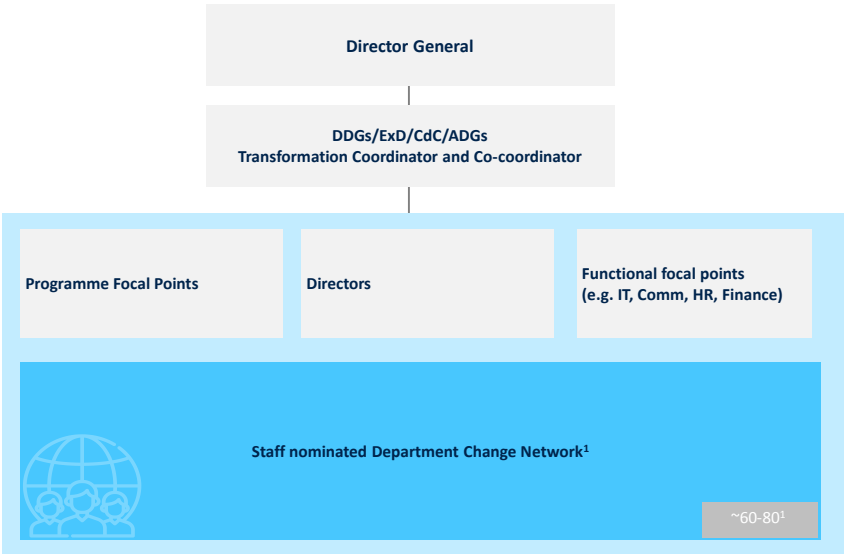 Director General
DDGs/ExD/CdC/ADGs
Transformation Coordinator and Co-coordinator
Programme Focal Points
Directors
Functional focal points
(e.g. IT, Comm, HR, Finance)
Staff nominated Department Change Network¹
~60-80¹